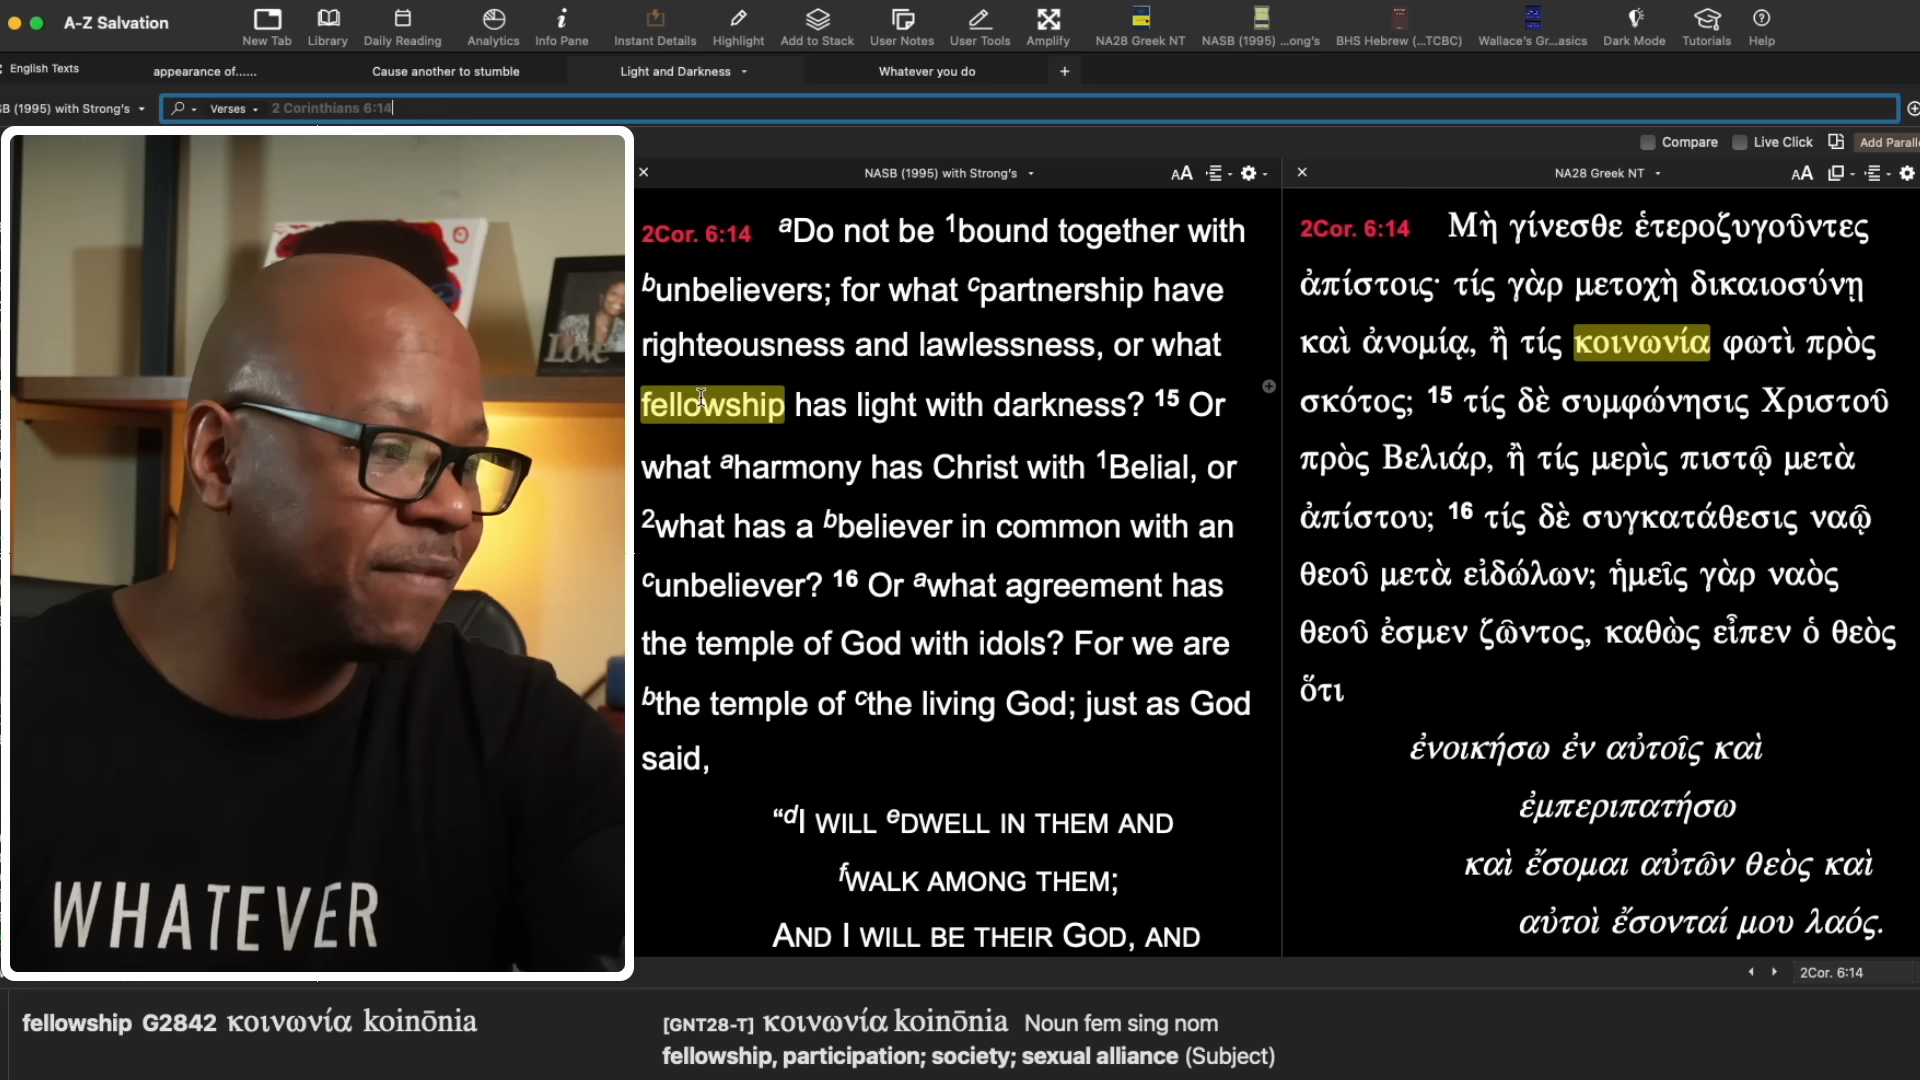 A-Z Salvation
New Tab
Library
Daily Reading
Analytics
Info Pane
Instant Details
Highlight
Add to Stack
User Notes
User Tools
Amplify
NA28 Greek NT
NASB (1995) ...ong's
BHS Hebrew (...TCBC)
Wallace's Gr...asics
Dark Mode
Tutorials
Help
English Texts
appearance of......
Cause another to stumble
Light and Darkness
Whatever you do
SB (1995) with Strong's
Verses
2 Corinthians 6:14
Compare
Live Click
Add Parall
NASB (1995) with Strong's
AA
2Cor. 6:14 aDo not be 1bound together with
bunbelievers; for what cpartnership have
righteousness and lawlessness, or what
fellowship has light with darkness? 15 Or
what aharmony has Christ with 1Belial, or
2what has a bbeliever in common with an
cunbeliever? 16 Or awhat agreement has
the temple of God with idols? For we are
bthe temple of cthe living God; just as God
said,
“dI WILL eDWELL IN THEM AND
fWALK AMONG THEM;
AND I WILL BE THEIR GOD, AND
NA28 Greek NT
AA
2Cor. 6:14 Μὴ γίνεσθε ἑτεροζυγοῦντες
ἀπίστοις· τίς γὰρ μετοχὴ δικαιοσύνῃ
καὶ ἀνομίᾳ, ἢ τίς κοινωνία φωτὶ πρὸς
σκότος; 15 τίς δὲ συμφώνησις Χριστοῦ
πρὸς Βελιάρ, ἢ τίς μερὶς πιστῷ μετὰ
ἀπίστου; 16 τίς δὲ συγκατάθεσις ναῷ
θεοῦ μετὰ εἰδώλων; ἡμεῖς γὰρ ναὸς
θεοῦ ἐσμεν ζῶντος, καθὼς εἶπεν ὁ θεὸς
ὅτι
ἐνοικήσω ἐν αὐτοῖς καὶ
ἐμπεριπατήσω
καὶ ἔσομαι αὐτῶν θεὸς καὶ
αὐτοὶ ἔσονταί μου λαός.
Love
WHATEVER
2Cor. 6:14
fellowship G2842 κοινωνία koinōnia
[GNT28-T] κοινωνία koinōnia Noun fem sing nom
fellowship, participation; society; sexual alliance (Subject)